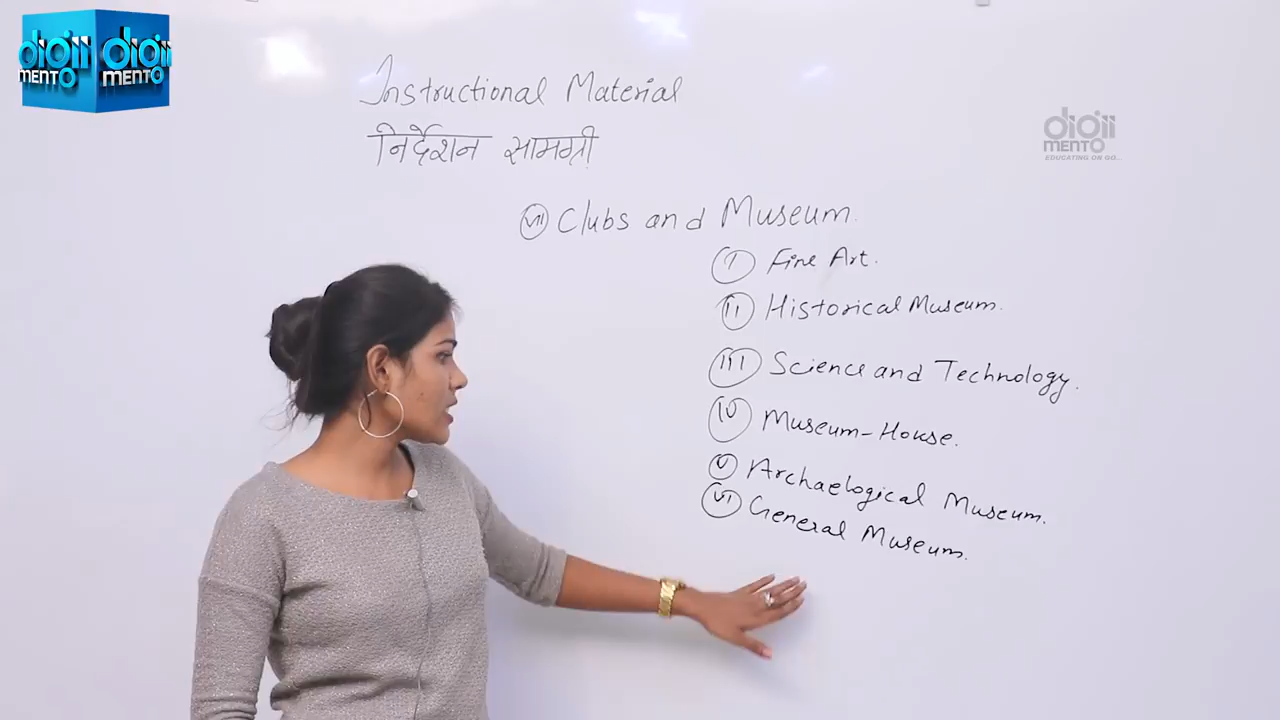 digii digii
MENTO MENTO
Instructional Material
digii
MENTO
EDUCATING ON GO...
निर्देशन सामग्री
VII Clubs and Museum.
I Fine Art.
II Historical Museum.
III Science and Technology.
IV Museum-House.
V Archaelogical Museum.
VI General Museum.